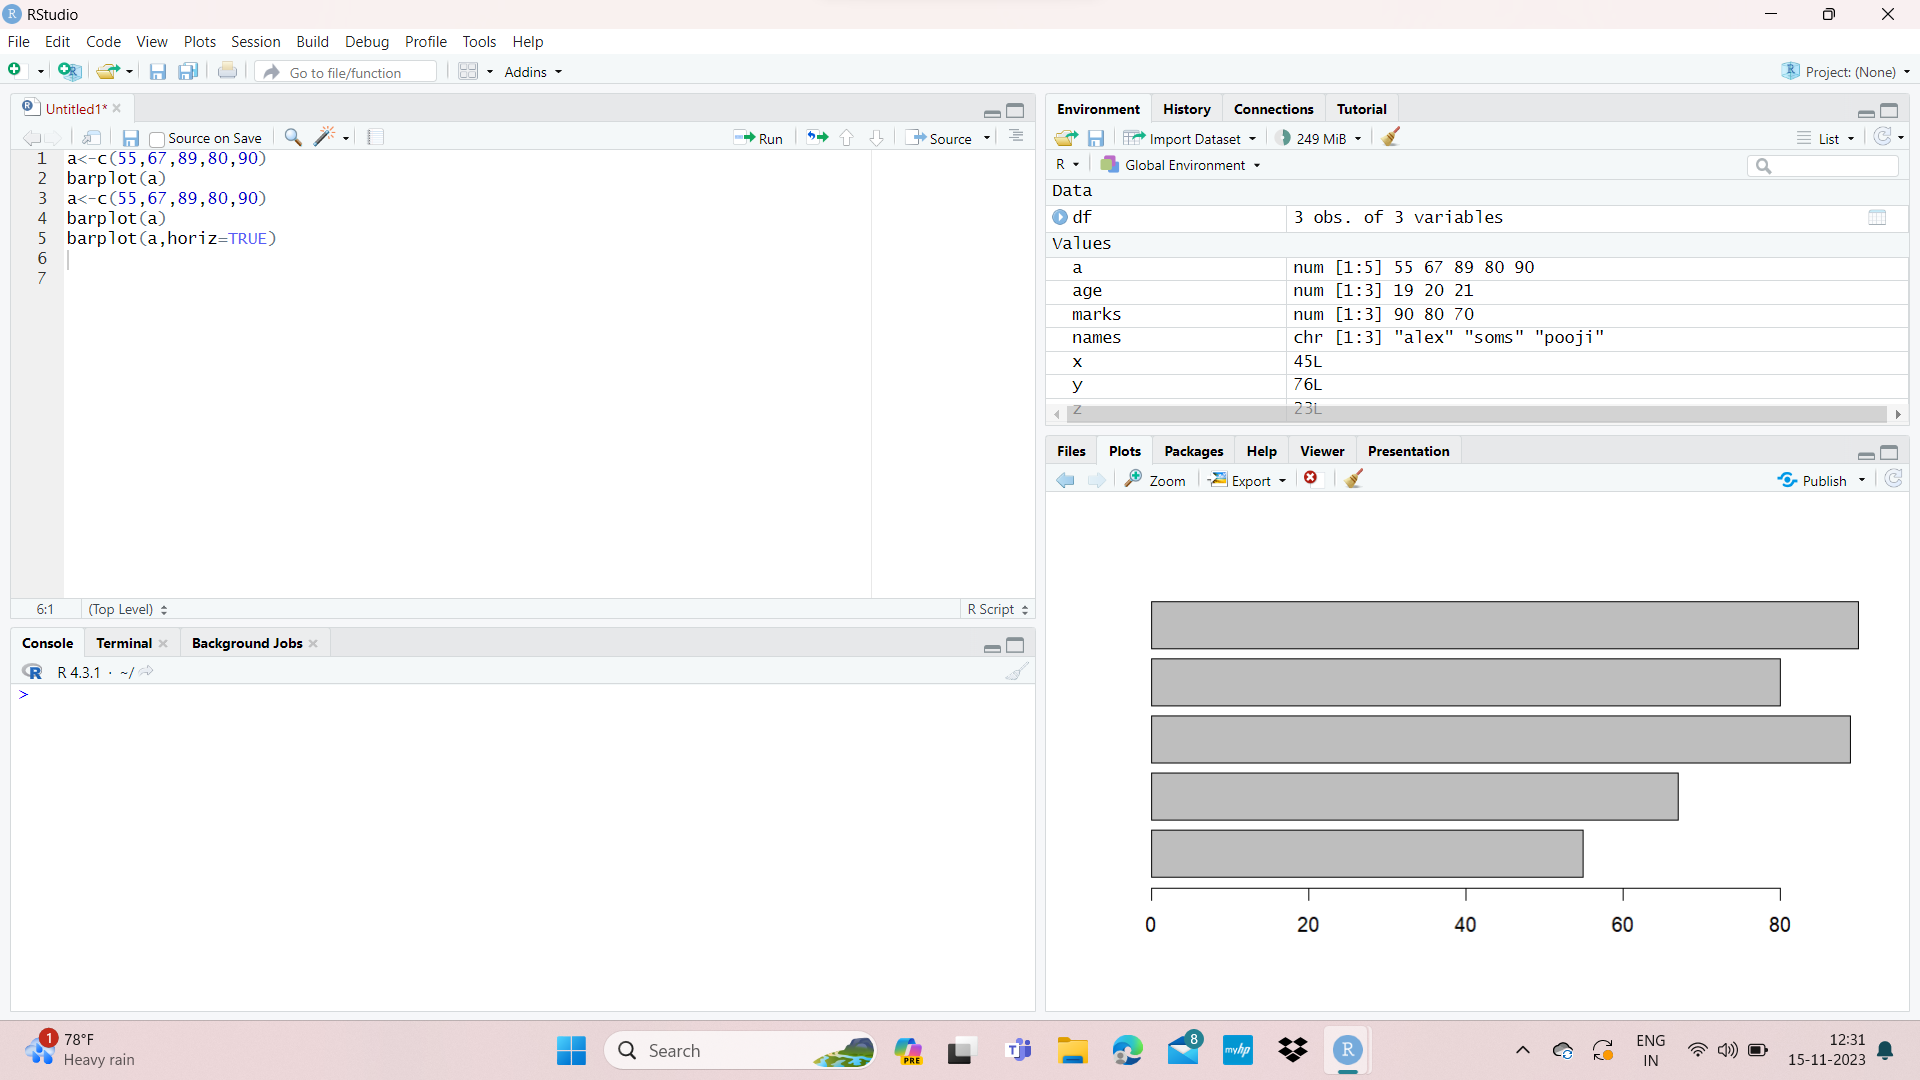 RStudio
File Edit Code View Plots Session Build Debug Profile Tools Help
Go to file/function Addins Project: (None)
Untitled1*
Source on Save Run Source
1 a<-c(55,67,89,80,90)
2 barplot(a)
3 a<-c(55,67,89,80,90)
4 barplot(a)
5 barplot(a,horiz=TRUE)
6
7
6:1 (Top Level) R Script
Console Terminal Background Jobs
R 4.3.1 · ~/
>
Environment History Connections Tutorial
Import Dataset 249 MiB List
R Global Environment
Data
df 3 obs. of 3 variables
Values
a num [1:5] 55 67 89 80 90
age num [1:3] 19 20 21
marks num [1:3] 90 80 70
names chr [1:3] "alex" "soms" "pooji"
x 45L
y 76L
z 23L
Files Plots Packages Help Viewer Presentation
Zoom Export Publish
0 20 40 60 80
1 78°F
Heavy rain
Search
PRE
8
myhp
R
ENG
IN
12:31
15-11-2023